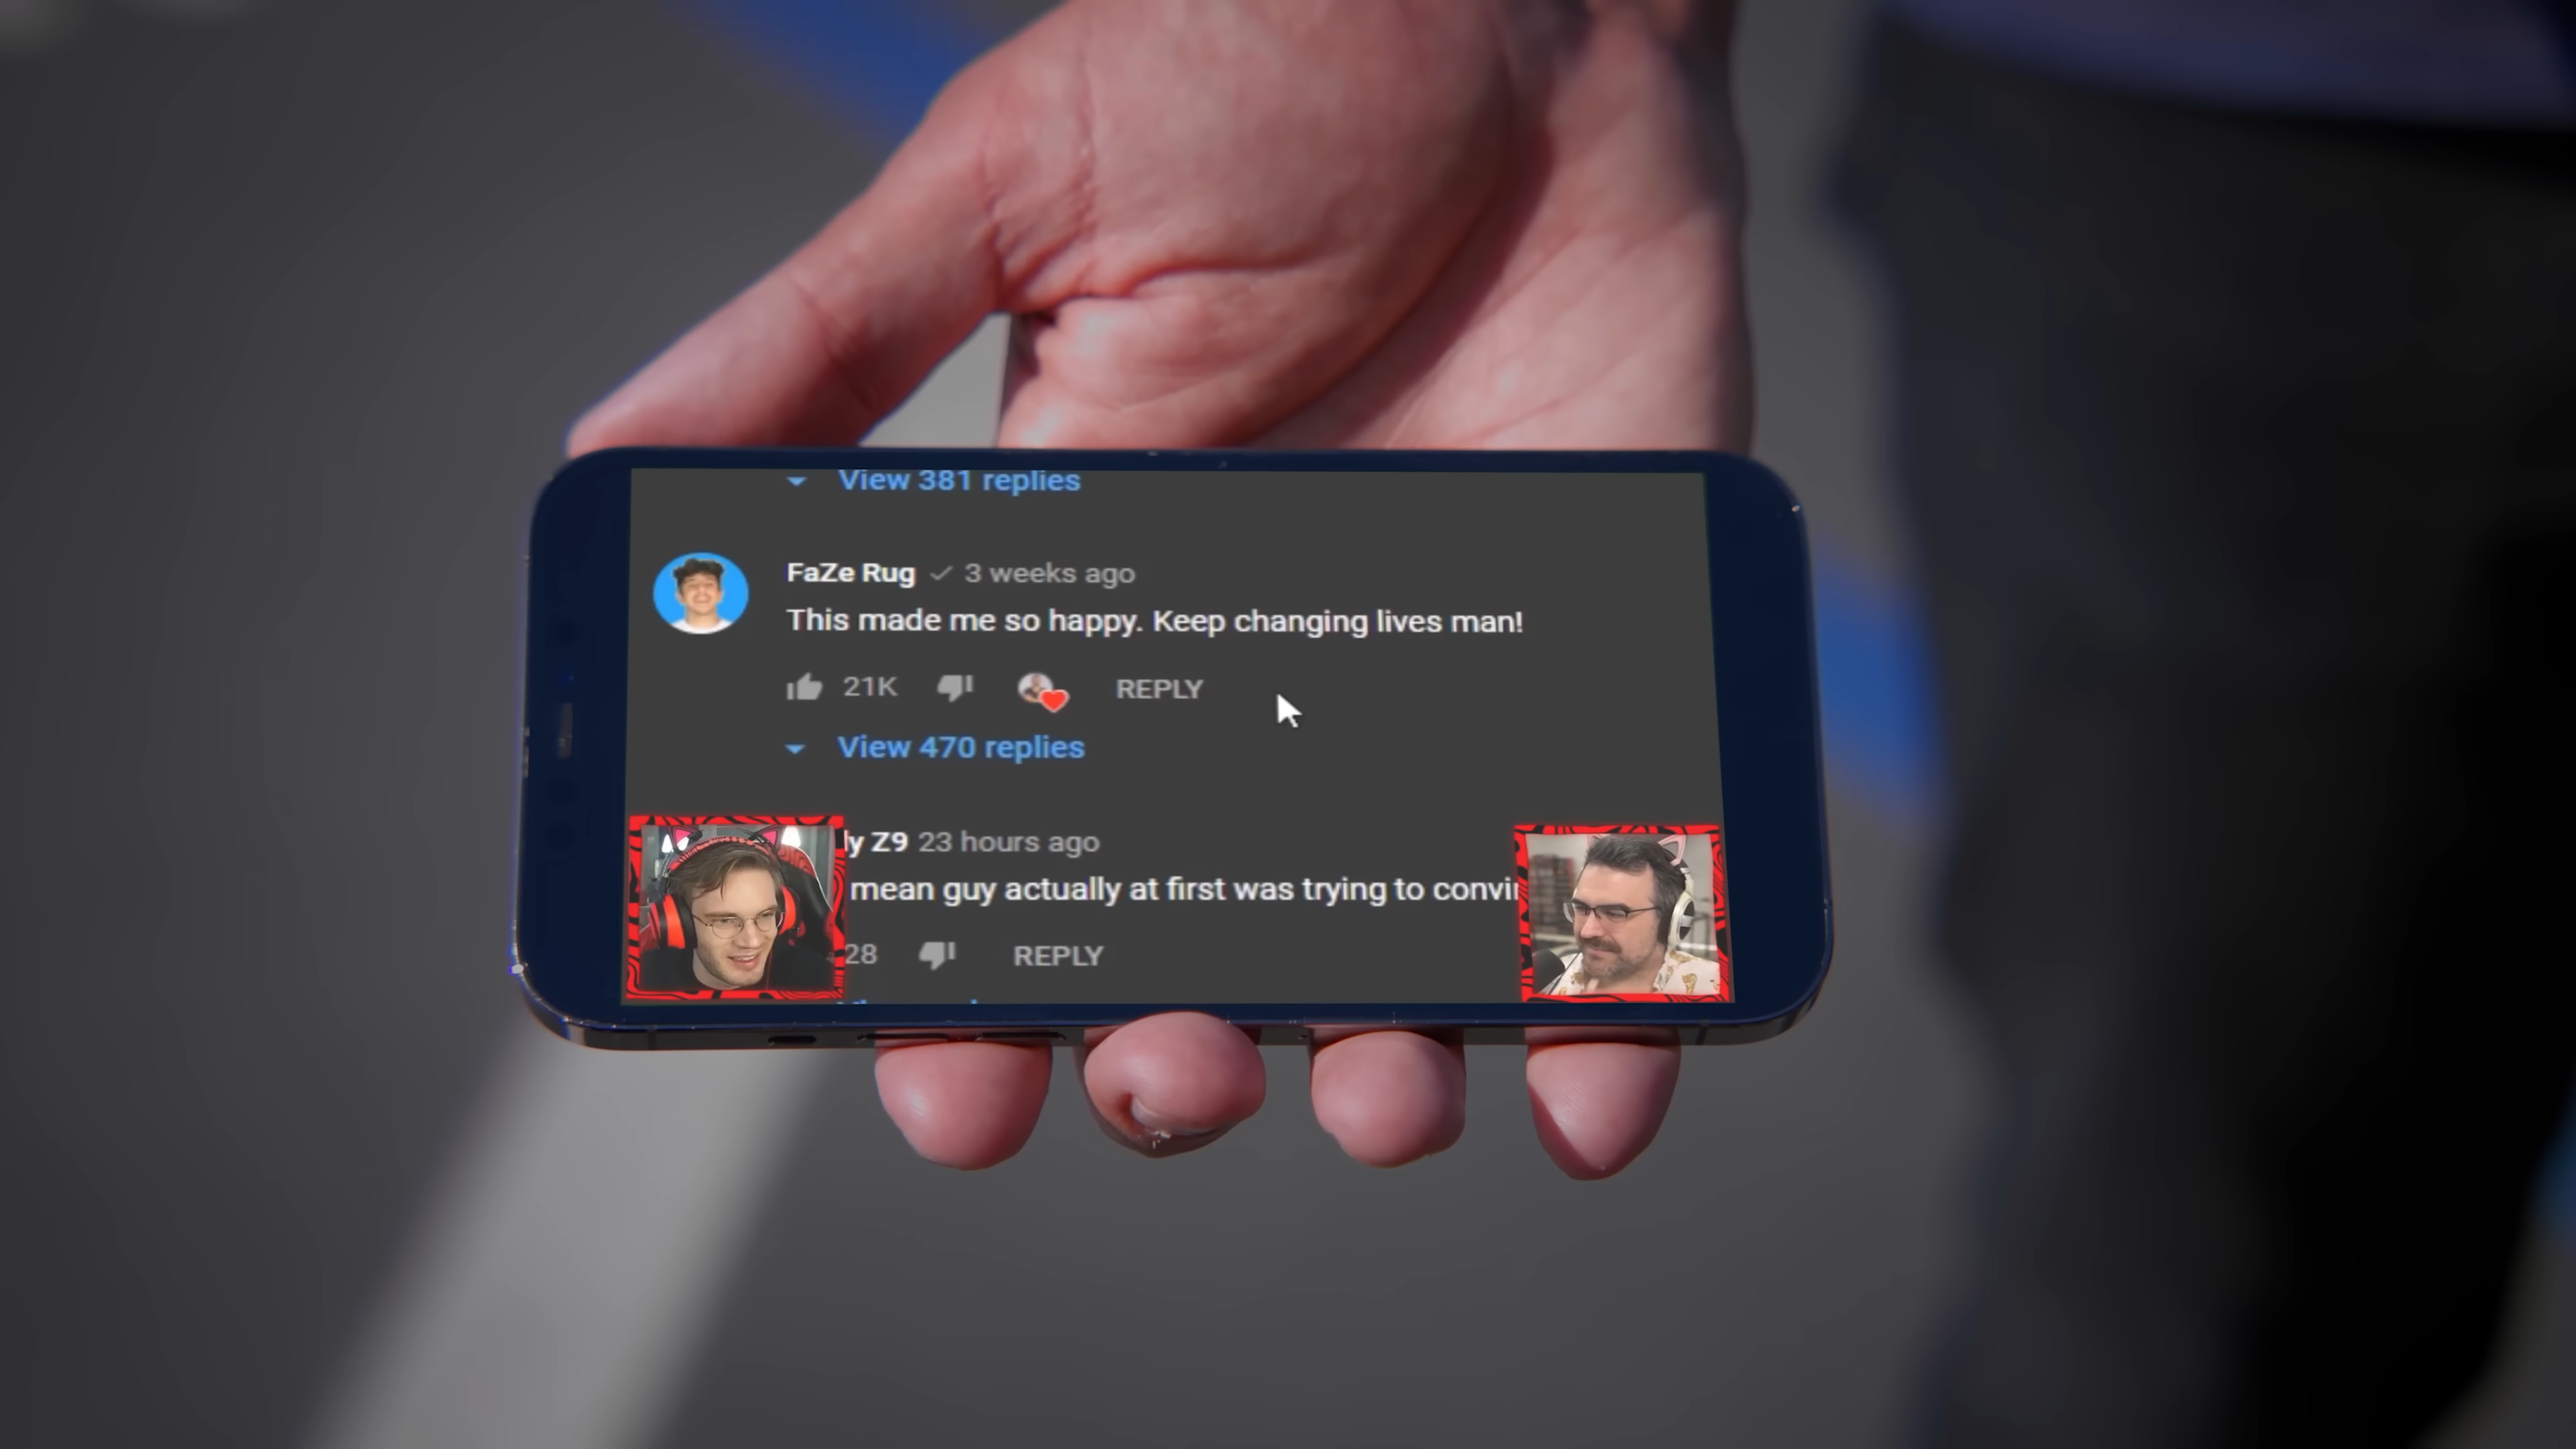 View 381 replies
FaZe Rug 3 weeks ago
This made me so happy. Keep changing lives man!
21K REPLY
View 470 replies
ly Z9 23 hours ago
mean guy actually at first was trying to
28 REPLY